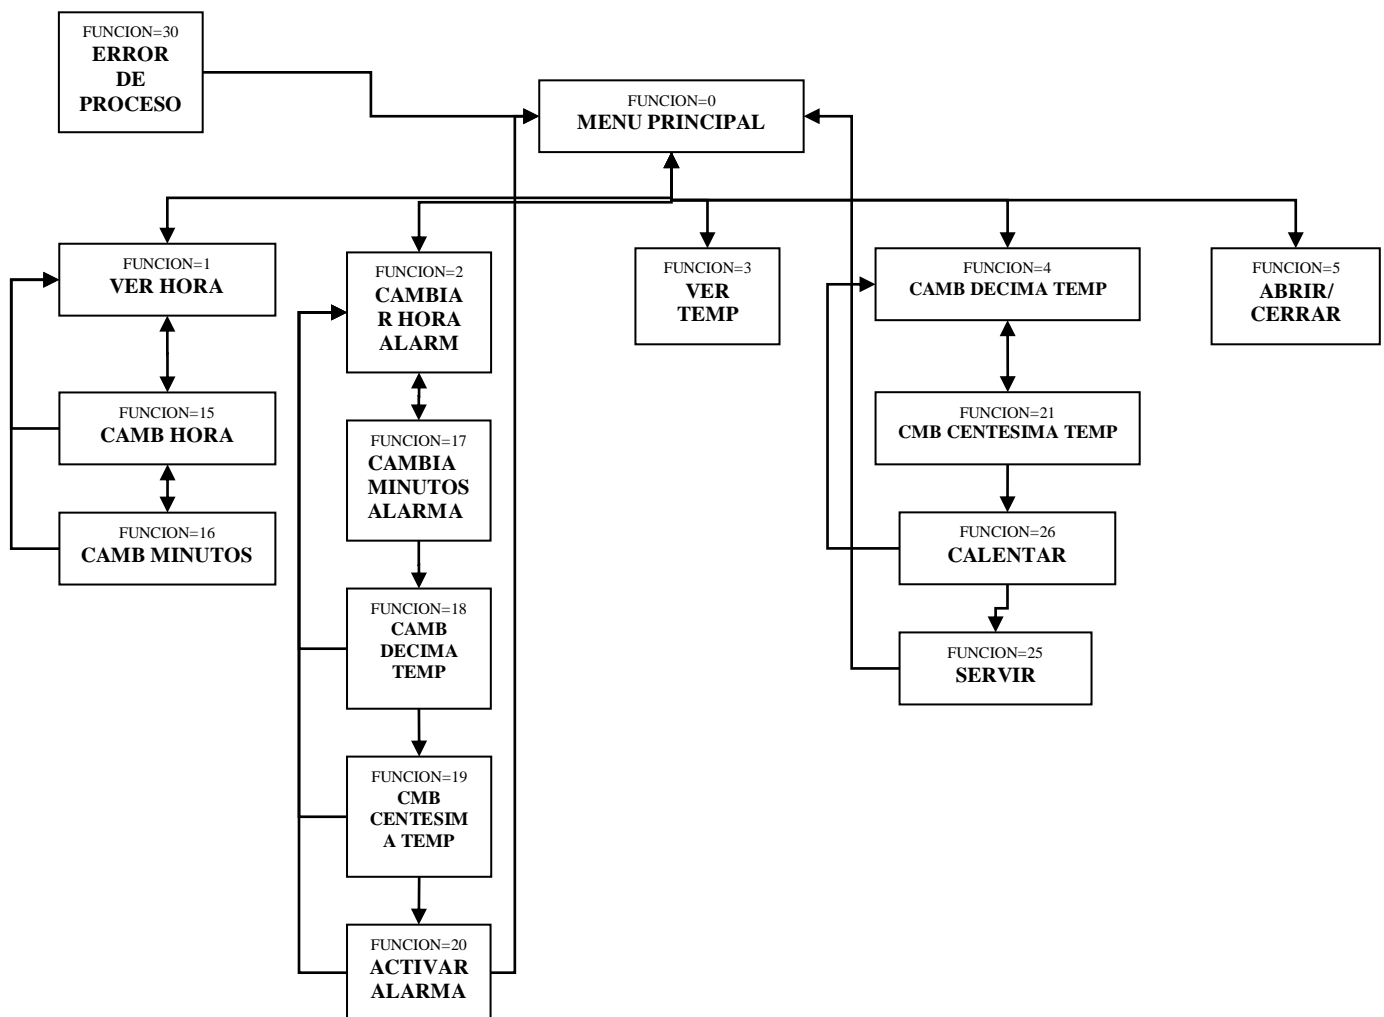 FUNCION=30
ERROR
DE
PROCESO
FUNCION=0
MENU PRINCIPAL
FUNCION=1
VER HORA
FUNCION=2
CAMBIA
R HORA
ALARM
FUNCION=3
VER
TEMP
FUNCION=4
CAMB DECIMA TEMP
FUNCION=5
ABRIR/
CERRAR
FUNCION=15
CAMB HORA
FUNCION=17
CAMBIA
MINUTOS
ALARMA
FUNCION=21
CMB CENTESIMA TEMP
FUNCION=16
CAMB MINUTOS
FUNCION=26
CALENTAR
FUNCION=18
CAMB
DECIMA
TEMP
FUNCION=25
SERVIR
FUNCION=19
CMB
CENTESIM
A TEMP
FUNCION=20
ACTIVAR
ALARMA